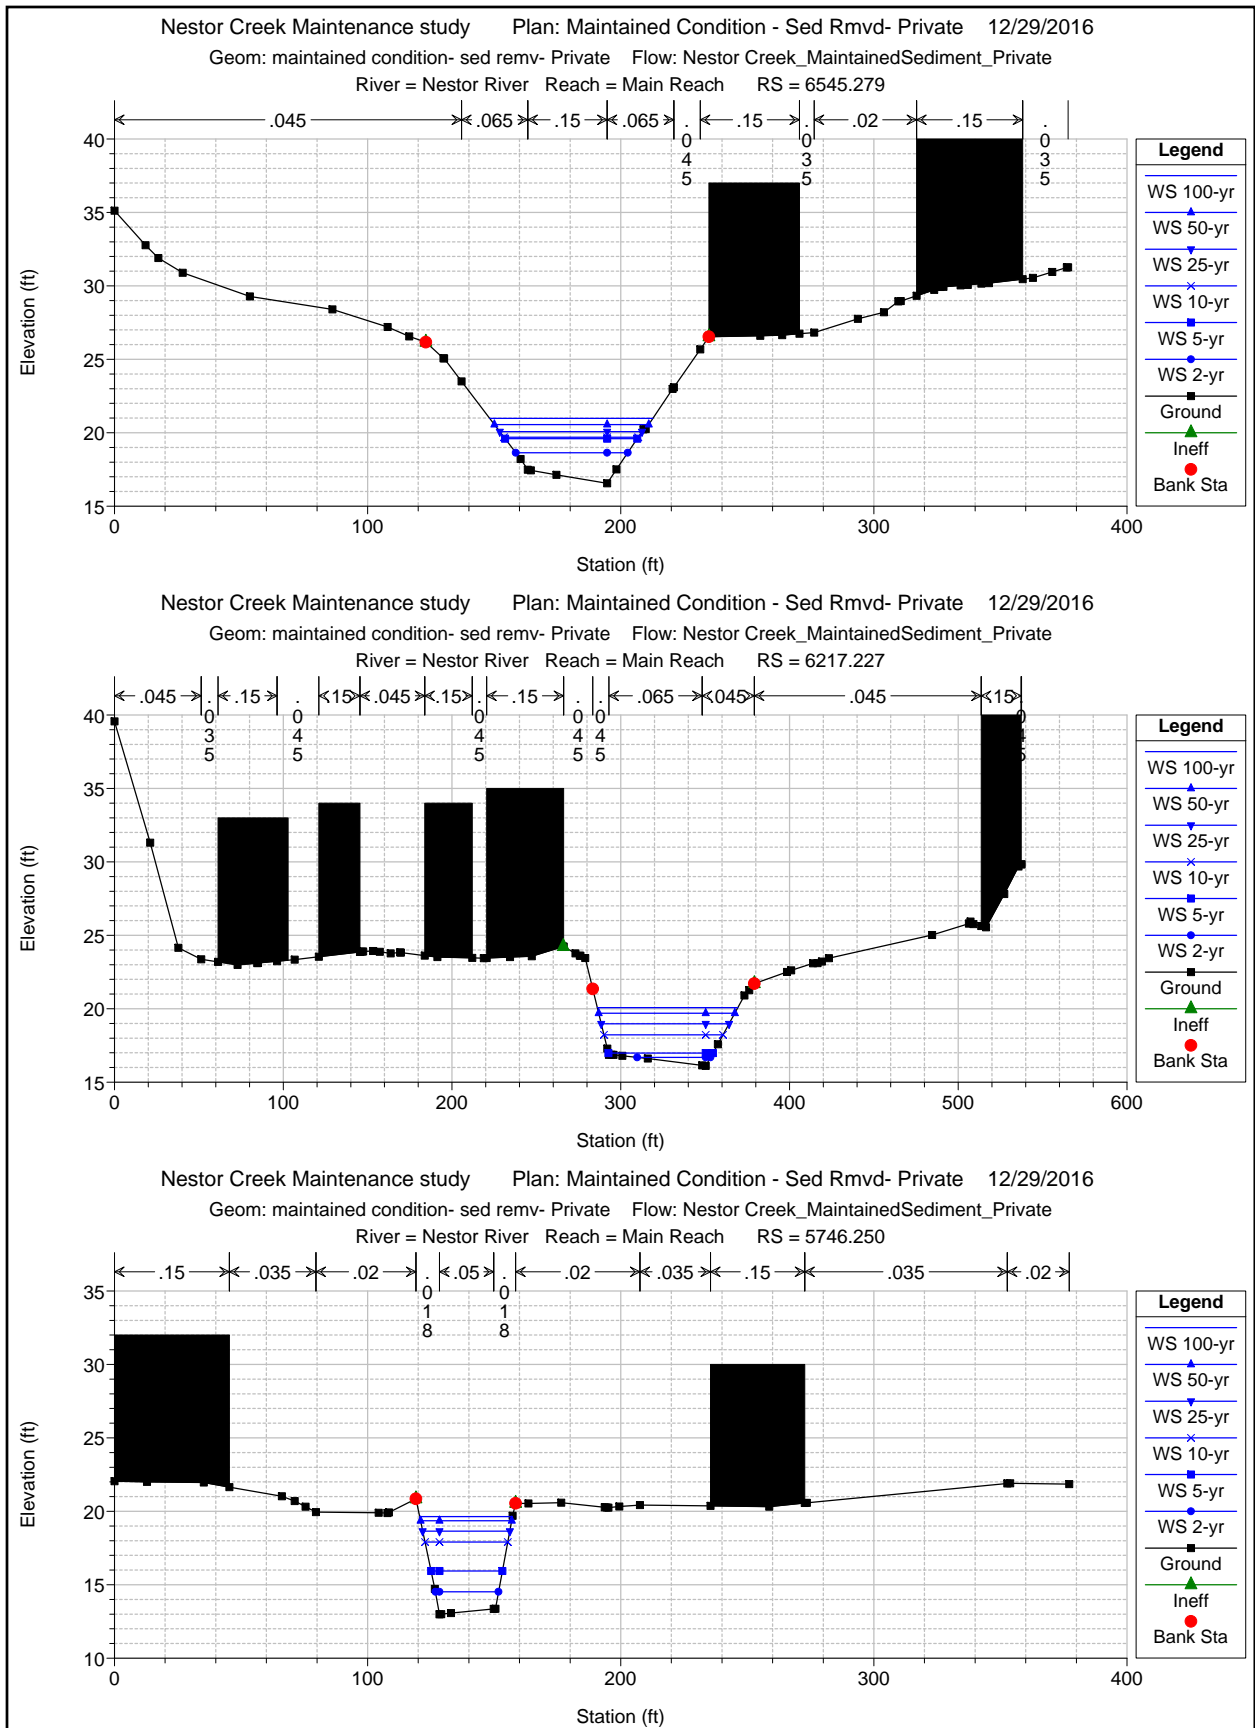 Nestor Creek Maintenance study Plan: Maintained Condition - Sed Rmvd- Private 12/29/2016
Geom: maintained condition- sed remv- Private Flow: Nestor Creek_MaintainedSediment_Private
River = Nestor River Reach = Main Reach RS = 6545.279
.045 .065 .15 .065 .045 .15 .035 .02 .15 .035
40
35
30
25
20
15
0 100 200 300 400
Elevation (ft)
Station (ft)
Legend
WS 100-yr
WS 50-yr
WS 25-yr
WS 10-yr
WS 5-yr
WS 2-yr
Ground
Ineff
Bank Sta
Nestor Creek Maintenance study Plan: Maintained Condition - Sed Rmvd- Private 12/29/2016
Geom: maintained condition- sed remv- Private Flow: Nestor Creek_MaintainedSediment_Private
River = Nestor River Reach = Main Reach RS = 6217.227
.045 .035 .15 .045 .15 .045 .15 .045 .15 .045 .045 .065 .045 .045 .15
40
35
30
25
20
15
0 100 200 300 400 500 600
Elevation (ft)
Station (ft)
Legend
WS 100-yr
WS 50-yr
WS 25-yr
WS 10-yr
WS 5-yr
WS 2-yr
Ground
Ineff
Bank Sta
Nestor Creek Maintenance study Plan: Maintained Condition - Sed Rmvd- Private 12/29/2016
Geom: maintained condition- sed remv- Private Flow: Nestor Creek_MaintainedSediment_Private
River = Nestor River Reach = Main Reach RS = 5746.250
.15 .035 .02 .018 .05 .018 .02 .035 .15 .035 .02
35
30
25
20
15
10
0 100 200 300 400
Elevation (ft)
Station (ft)
Legend
WS 100-yr
WS 50-yr
WS 25-yr
WS 10-yr
WS 5-yr
WS 2-yr
Ground
Ineff
Bank Sta